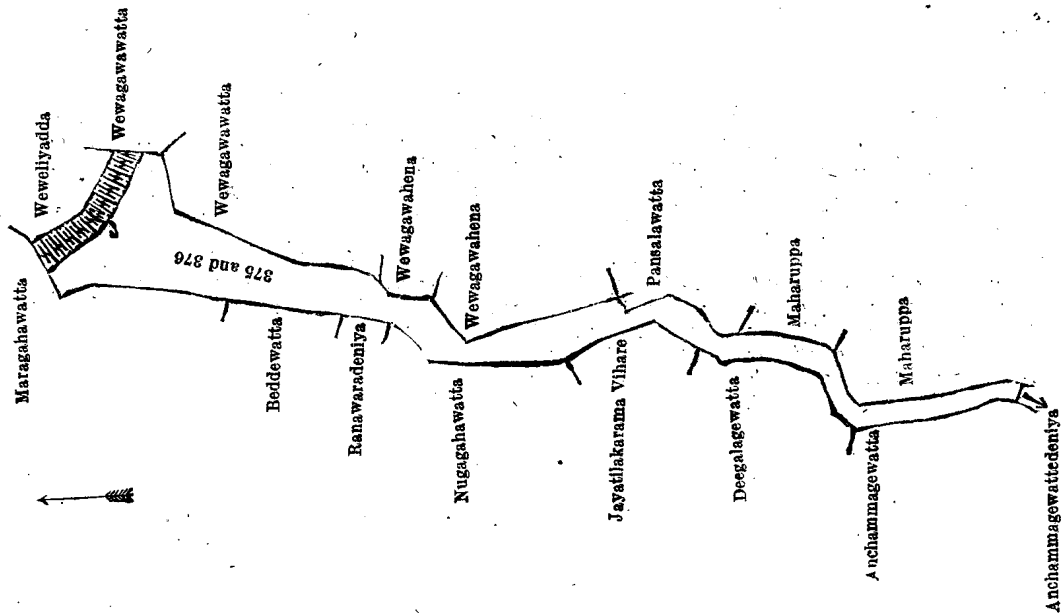 Maragahawatta
Weweliyadda
Wewagawawatta
Wewagawawatta
375 and 376
Beddewatta
Ranawaradeniya
Wewagawahena
Wewagawahena
Nugagahawatta
Jayatilakarama Vihare
Pansalawatta
Deegalagewatta
Maharuppa
Anchammagewatta
Maharuppa
Anchammagewattedeniya